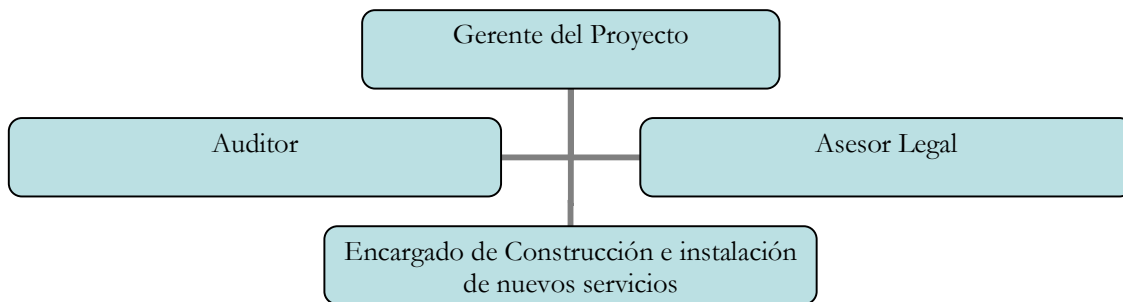 Gerente del Proyecto
Auditor
Asesor Legal
Encargado de Construcción e instalación
de nuevos servicios